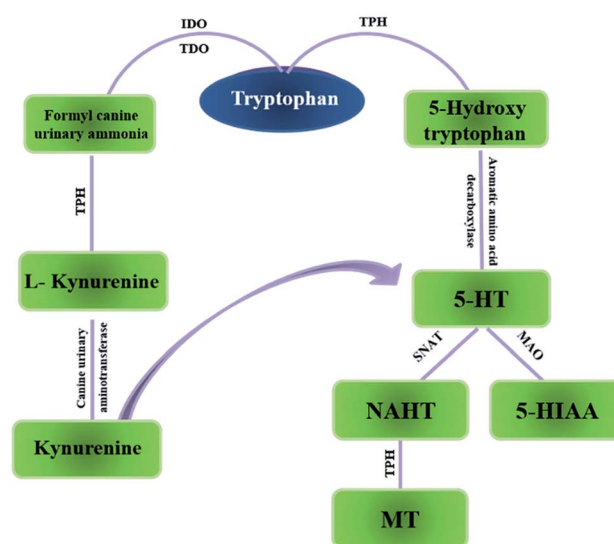 IDO
TDO
TPH
Tryptophan
Formyl canine
urinary ammonia
5-Hydroxy
tryptophan
TPH
Aromatic amino acid
decarboxylase
L- Kynurenine
5-HT
Canine urinary
aminotransferase
SNAT
MAO
Kynurenine
NAHT
5-HIAA
TPH
MT